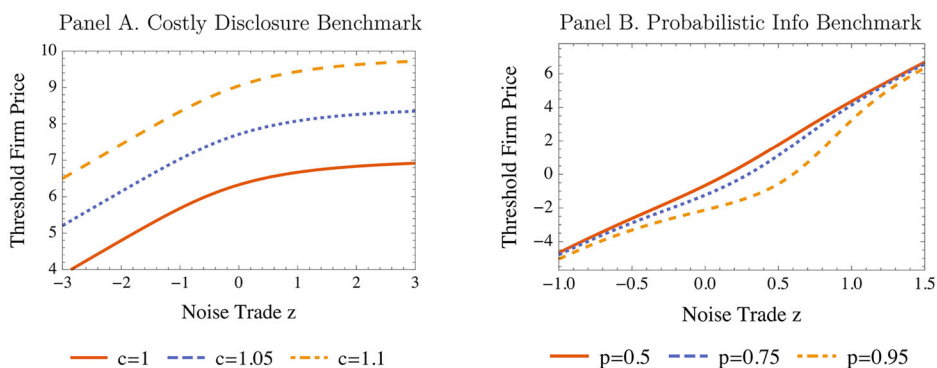 Panel A. Costly Disclosure Benchmark
Threshold Firm Price
10
9
8
7
6
5
4
−3 −2 −1 0 1 2 3
Noise Trade z
c=1 c=1.05 c=1.1
Panel B. Probabilistic Info Benchmark
Threshold Firm Price
6
4
2
0
−2
−4
−1.0 −0.5 0.0 0.5 1.0 1.5
Noise Trade z
p=0.5 p=0.75 p=0.95